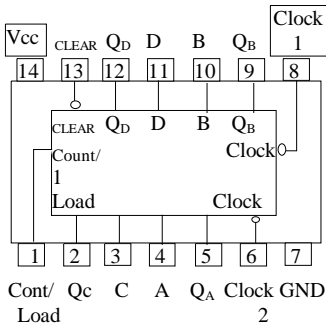 Vcc CLEAR QD D B QB Clock 1
14 13 12 11 10 9 8
CLEAR QD D B QB
Count/
1
Load
Clock
Clock
1 2 3 4 5 6 7
Cont/ Load Qc C A QA Clock 2 GND